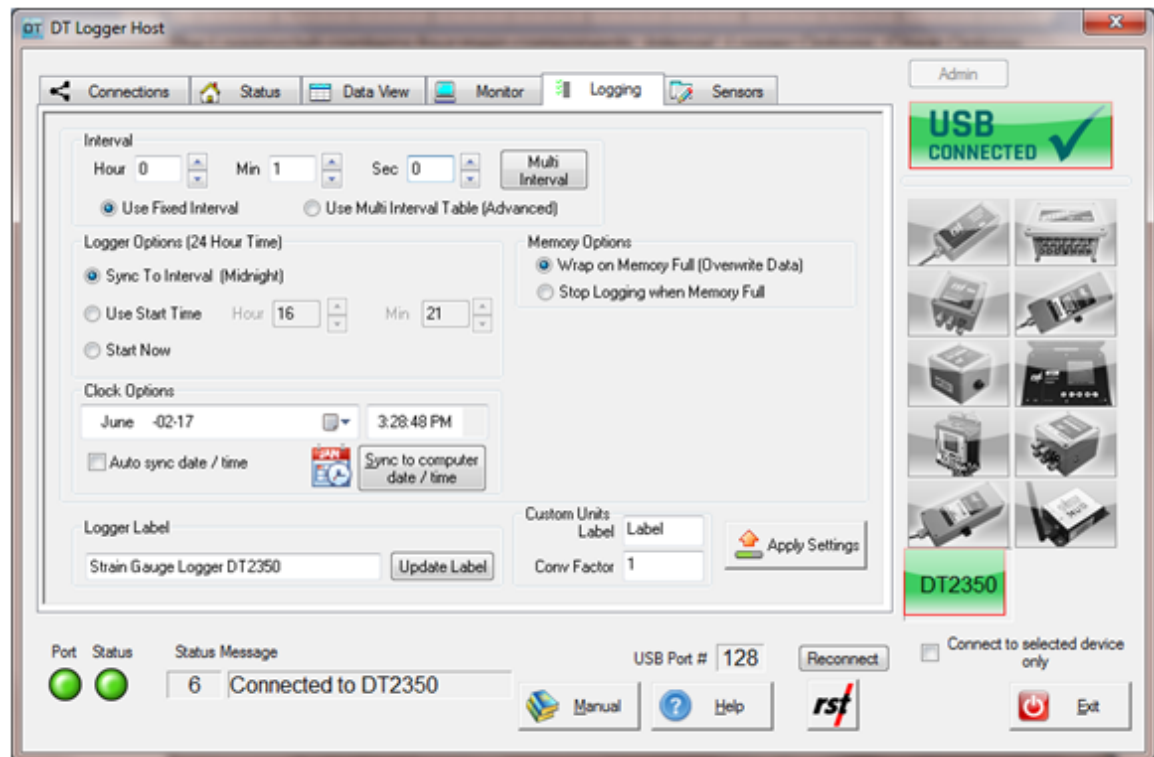 DT DT Logger Host
Admin
Connections Status Data View Monitor Logging Sensors
USB
CONNECTED
Interval
Hour 0 Min 1 Sec 0 Multi
Interval
Use Fixed Interval Use Multi Interval Table (Advanced)
Logger Options (24 Hour Time)
Sync To Interval (Midnight)
Use Start Time Hour 16 Min 21
Start Now
Memory Options
Wrap on Memory Full (Overwrite Data)
Stop Logging when Memory Full
Clock Options
June -02-17 3:28:48 PM
Auto sync date / time
JAN
Sync to computer
date / time
Logger Label
Strain Gauge Logger DT2350 Update Label
Custom Units
Label Label
Conv Factor 1
Apply Settings
DT2350
Port Status Status Message
6 Connected to DT2350
USB Port # 128 Reconnect
Connect to selected device
only
Manual Help rst Exit